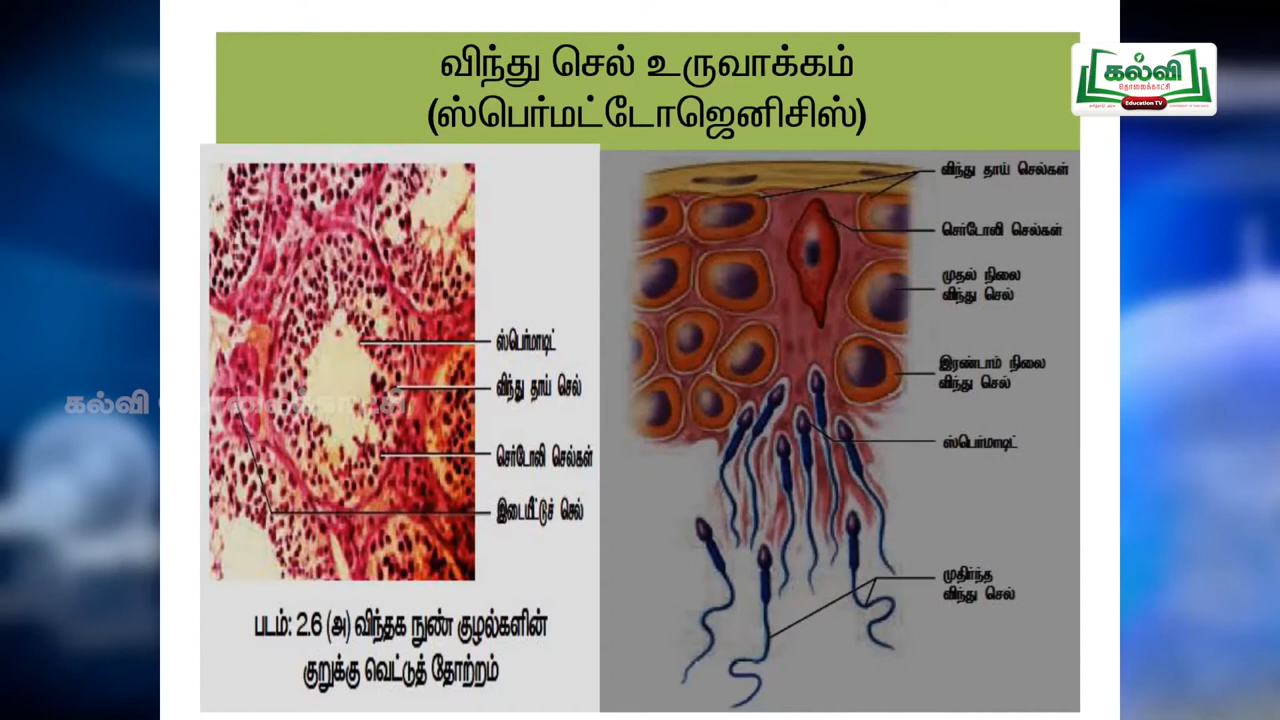 விந்து செல் உருவாக்கம்
(ஸ்பெர்மட்டோஜெனிசிஸ்)
கல்வி
தொலைக்காட்சி
Education TV
ஸ்பெர்மாடிட்
விந்து தாய் செல்
செர்டோலி செல்கள்
இடையீட்டுச் செல்
படம்: 2.6 (அ) விந்தக நுண் குழல்களின்
குறுக்கு வெட்டுத் தோற்றம்
விந்து தாய் செல்கள்
செர்டோலி செல்கள்
முதல் நிலை
விந்து செல்
இரண்டாம் நிலை
விந்து செல்
ஸ்பெர்மாடிட்
முதிர்ந்த
விந்து செல்
கல்வி தொலைக்காட்சி